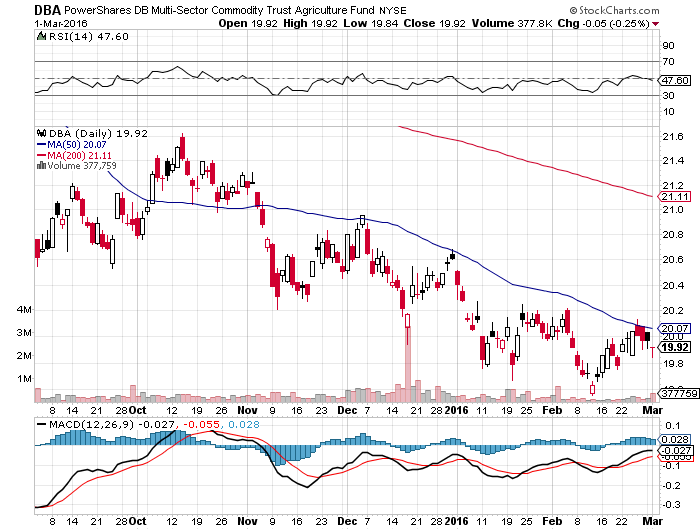 DBA PowerShares DB Multi-Sector Commodity Trust Agriculture Fund NYSE © StockCharts.com
1-Mar-2016 Open 19.92 High 19.92 Low 19.84 Close 19.92 Volume 377.8K Chg -0.05 (-0.25%)
RSI(14) 47.60
90
70
47.60
30
10
DBA (Daily) 19.92
MA(50) 20.07
MA(200) 21.11
Volume 377,759
21.6
21.4
21.2
21.11
21.0
20.8
20.6
20.4
20.2
20.07
20.0
19.92
19.8
377759
4M
3M
2M
1M
8 14 21 28 Oct 12 19 26 Nov 9 16 23 Dec 7 14 21 28 2016 11 19 25 Feb 8 16 22 Mar
MACD(12,26,9) -0.027, -0.055, 0.028
0.1
0.028
-0.027
-0.1
-0.2
-0.3
8 14 21 28 Oct 12 19 26 Nov 9 16 23 Dec 7 14 21 28 2016 11 19 25 Feb 8 16 22 Mar